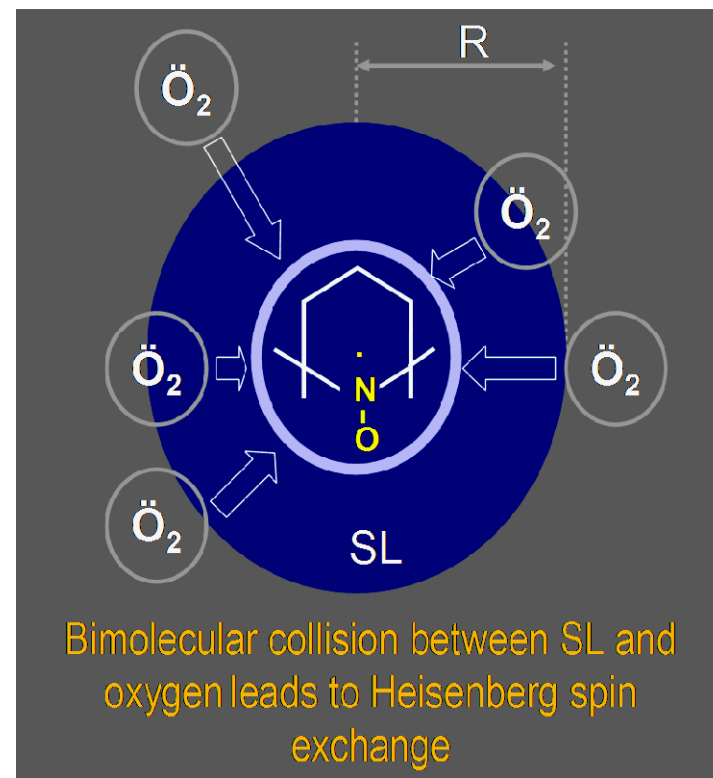 R
Ö₂
Ö₂
Ö₂
Ö₂
·
N
O
Ö₂
SL
Bimolecular collision between SL and
oxygen leads to Heisenberg spin
exchange